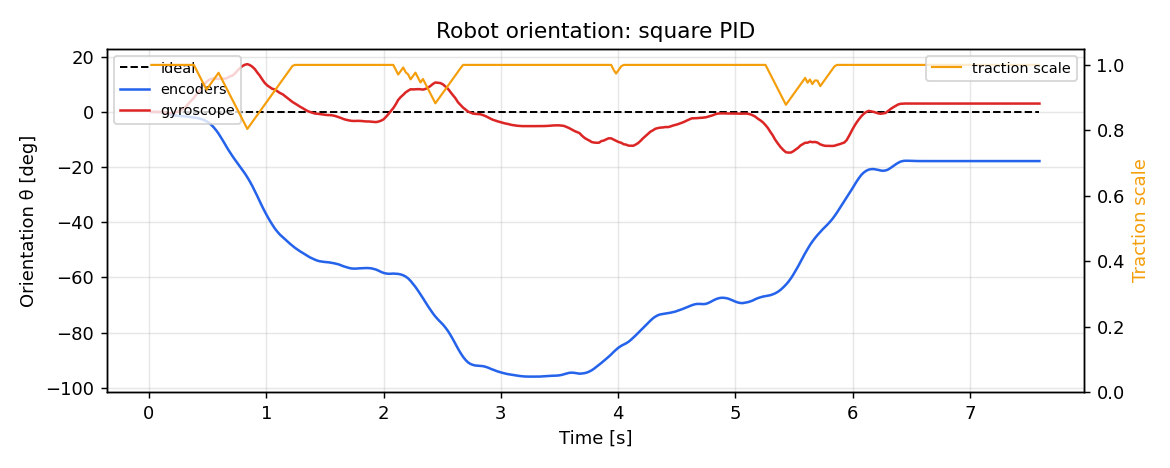 Robot orientation: square PID
Orientation θ [deg]
20
0
−20
−40
−60
−80
−100
ideal
encoders
gyroscope
traction scale
1.0
0.8
0.6
0.4
0.2
0.0
Traction scale
0 1 2 3 4 5 6 7
Time [s]